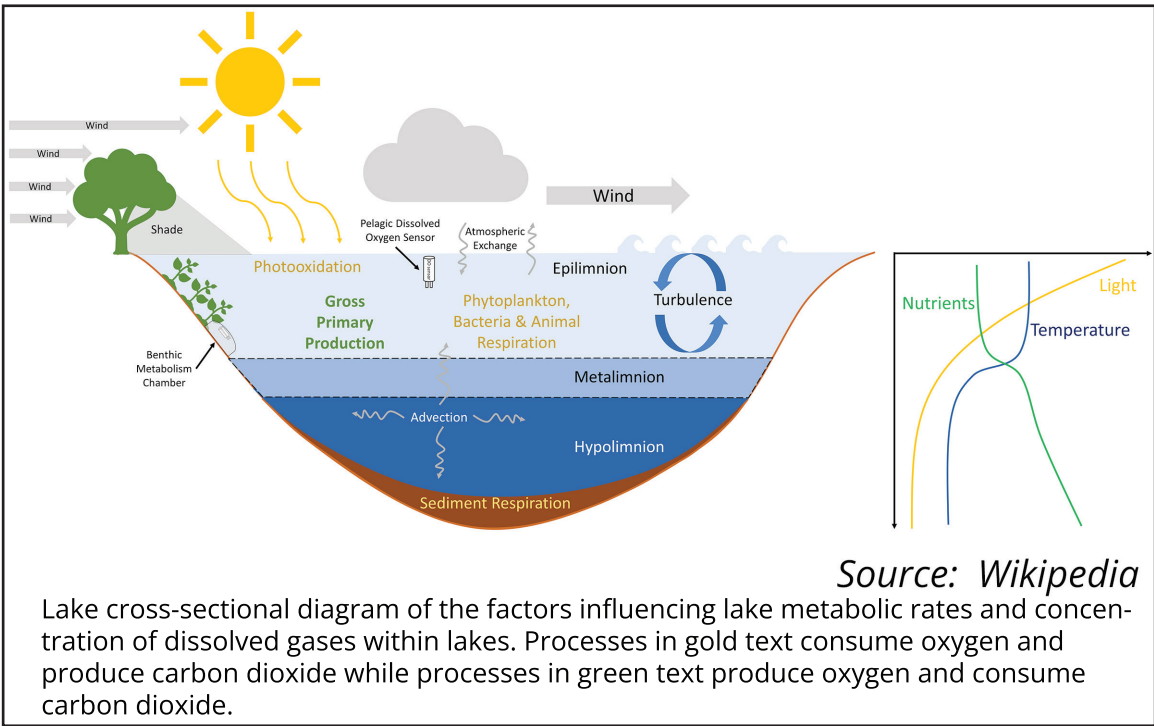 Wind
Wind
Wind
Wind
Shade
Wind
Pelagic Dissolved
Oxygen Sensor
Atmospheric
Exchange
Photooxidation
Epilimnion
Gross
Primary
Production
Phytoplankton,
Bacteria & Animal
Respiration
Turbulence
Benthic
Metabolism
Chamber
Metalimnion
Advection
Hypolimnion
Sediment Respiration
Nutrients
Light
Temperature
Source: Wikipedia
Lake cross-sectional diagram of the factors influencing lake metabolic rates and concen-
tration of dissolved gases within lakes. Processes in gold text consume oxygen and
produce carbon dioxide while processes in green text produce oxygen and consume
carbon dioxide.